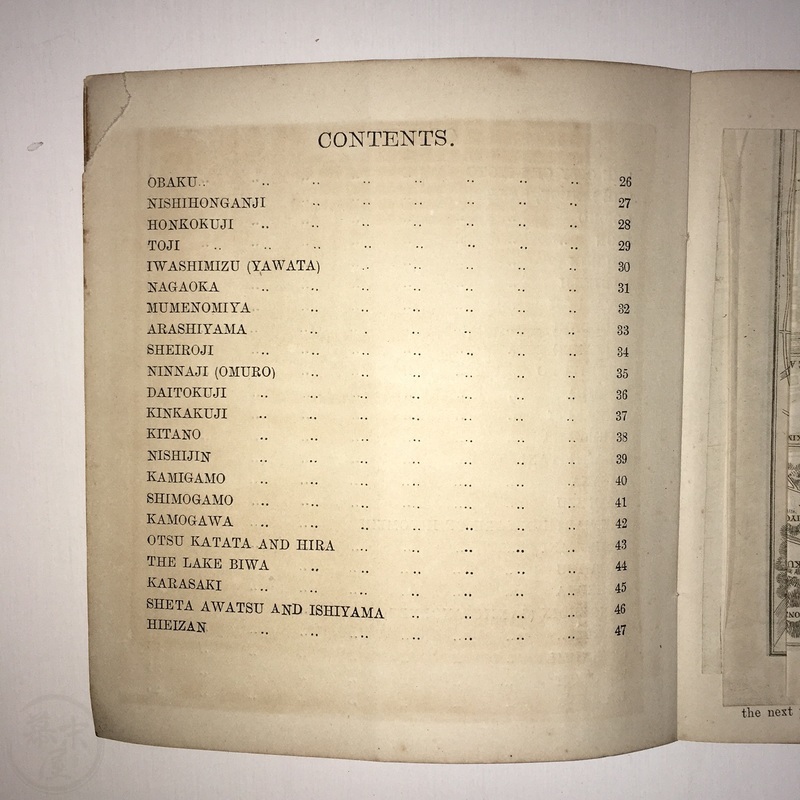 CONTENTS.
OBAKU .. .. .. .. .. .. .. .. 26
NISHIHONGANJI .. .. .. .. .. .. 27
HONKOKUJI .. .. .. .. .. .. .. 28
TOJI .. .. .. .. .. .. .. .. 29
IWASHIMIZU (YAWATA) .. .. .. .. .. 30
NAGAOKA .. .. .. .. .. .. .. 31
MUMENOMIYA .. .. .. .. .. .. 32
ARASHIYAMA .. . .. .. .. .. 33
SHEIROJI .. .. .. .. .. .. .. 34
NINNAJI (OMURO) .. .. .. .. .. .. 35
DAITOKUJI .. .. .. .. .. .. .. 36
KINKAKUJI .. .. .. .. .. .. .. 37
KITANO .. .. .. .. .. .. .. 38
NISHIJIN .. .. .. .. .. .. .. 39
KAMIGAMO .. .. .. .. .. .. .. 40
SHIMOGAMO .. .. .. .. .. .. .. 41
KAMOGAWA .. .. .. .. .. .. .. 42
OTSU KATATA AND HIRA .. .. .. .. .. 43
THE LAKE BIWA .. .. .. .. .. .. 44
KARASAKI .. .. .. .. .. .. .. 45
SHETA AWATSU AND ISHIYAMA .. .. .. .. 46
HIEIZAN .. .. .. .. .. .. .. 47
the next